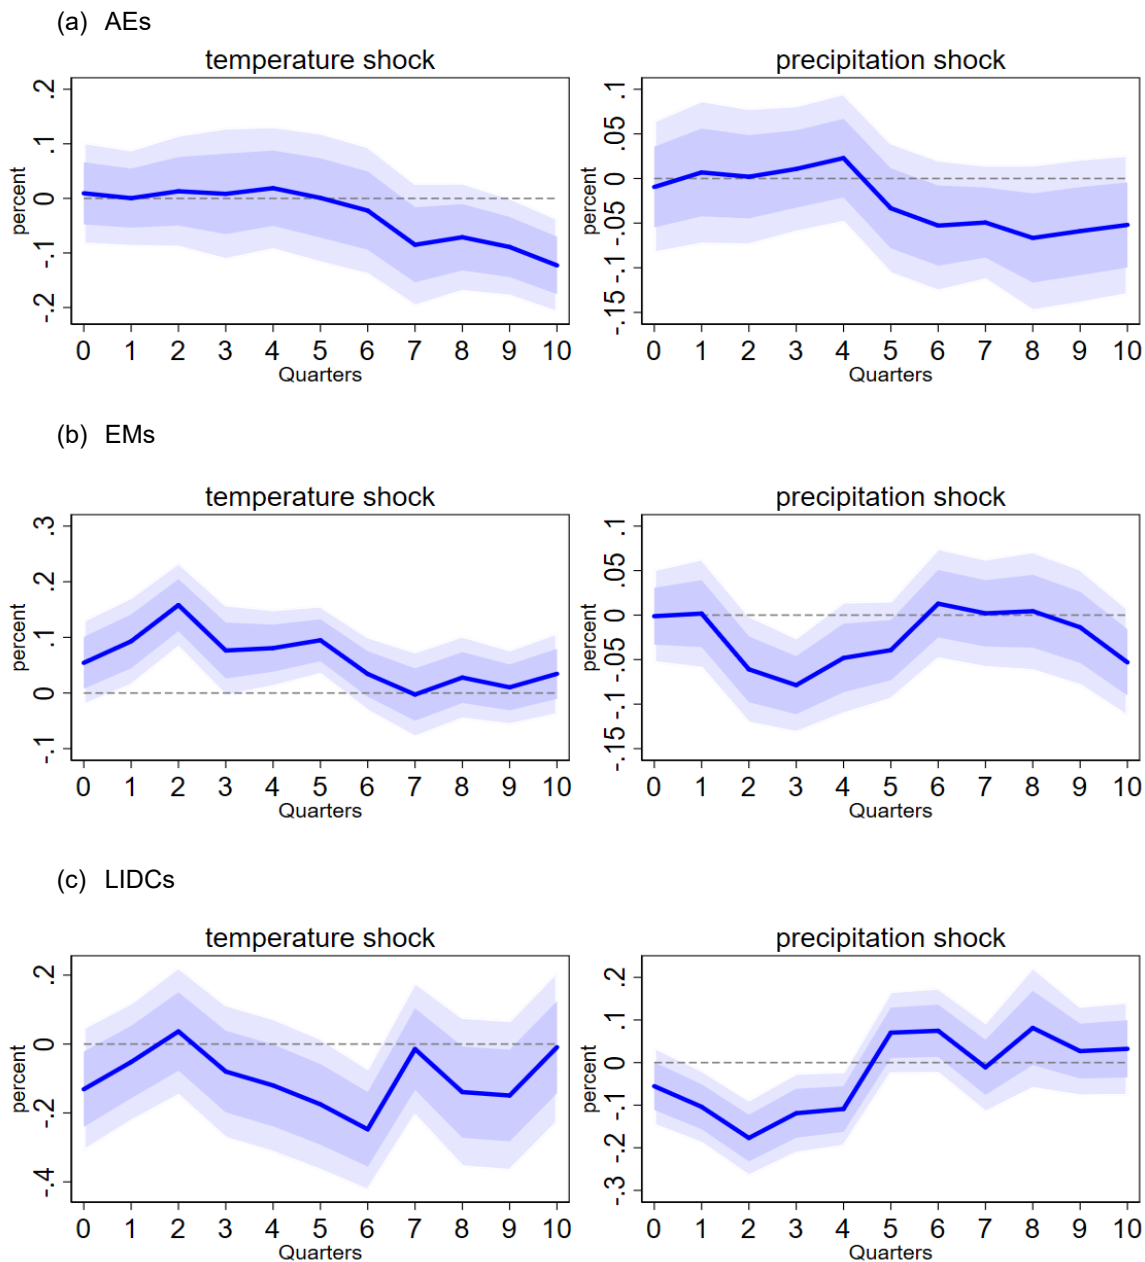 (a) AEs
temperature shock
percent
.2
.1
0
-.1
-.2
0 1 2 3 4 5 6 7 8 9 10
Quarters
precipitation shock
percent
.1
.05
0
-.05
-.1
-.15
0 1 2 3 4 5 6 7 8 9 10
Quarters
(b) EMs
temperature shock
percent
.3
.2
.1
0
-.1
0 1 2 3 4 5 6 7 8 9 10
Quarters
precipitation shock
percent
.1
.05
0
-.05
-.1
-.15
0 1 2 3 4 5 6 7 8 9 10
Quarters
(c) LIDCs
temperature shock
percent
.2
0
-.2
-.4
0 1 2 3 4 5 6 7 8 9 10
Quarters
precipitation shock
percent
.2
.1
0
-.1
-.2
-.3
0 1 2 3 4 5 6 7 8 9 10
Quarters